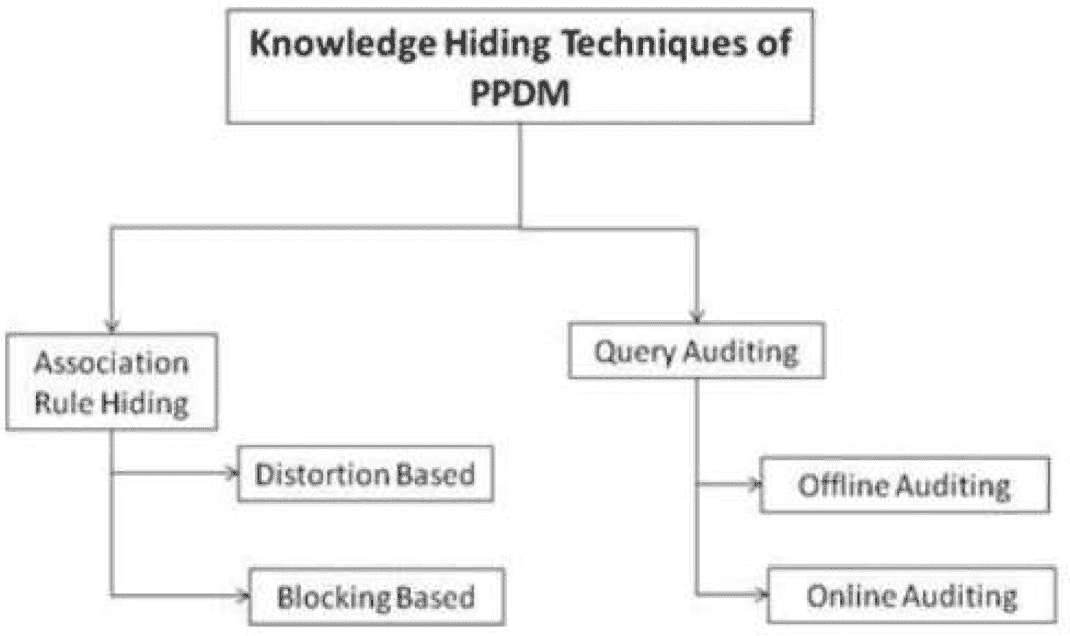 Knowledge Hiding Techniques of
PPDM
Association
Rule Hiding
Query Auditing
Distortion Based
Offline Auditing
Blocking Based
Online Auditing